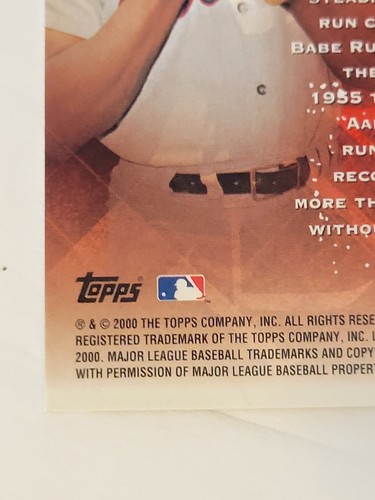 RUN C
BABE RU
THE
1955 T
"AA
RUN
RECO
MORE TH
WITHOU
TOPPS®
® & © 2000 THE TOPPS COMPANY, INC. ALL RIGHTS RESE
REGISTERED TRADEMARK OF THE TOPPS COMPANY, INC. L
2000. MAJOR LEAGUE BASEBALL TRADEMARKS AND COPY
WITH PERMISSION OF MAJOR LEAGUE BASEBALL PROPERT